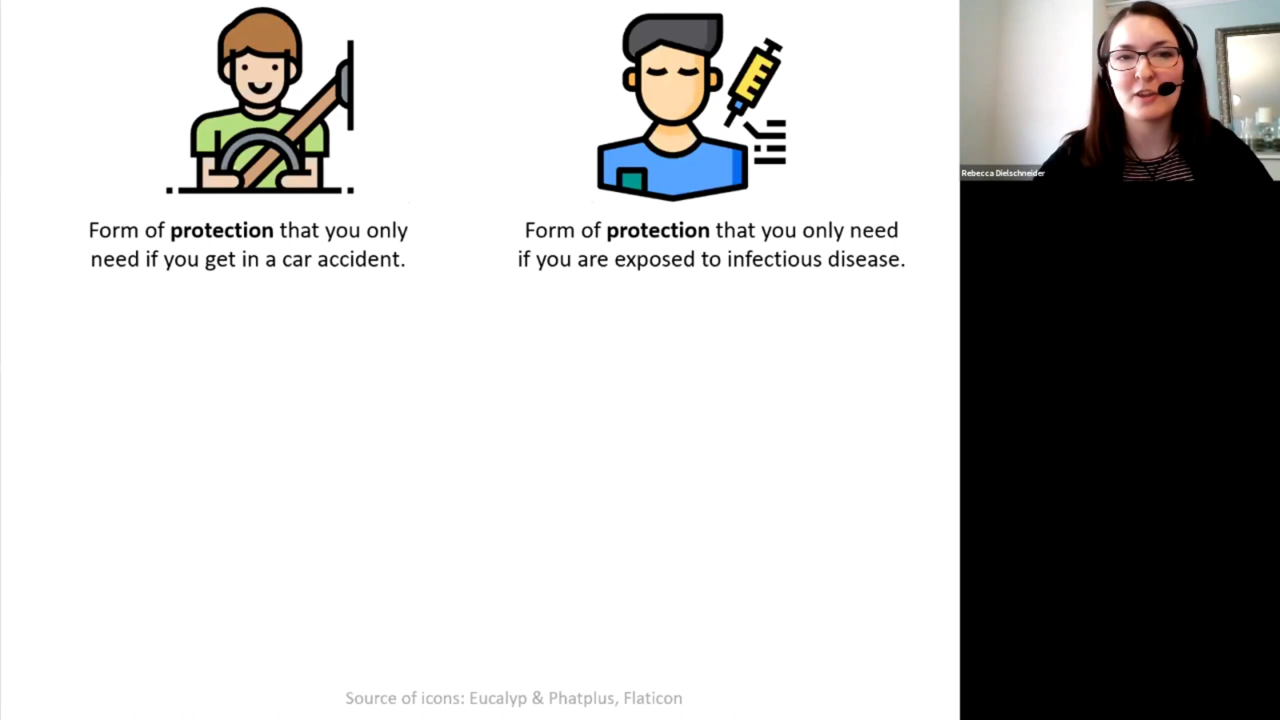 Form of protection that you only
need if you get in a car accident.
Form of protection that you only need
if you are exposed to infectious disease.
Rebecca Dielschneider
Source of icons: Eucalyp & Phatplus, Flaticon